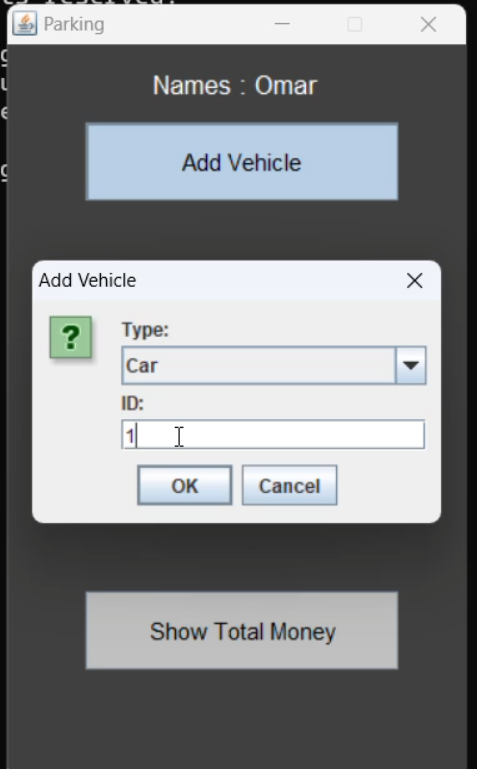 Parking
Names : Omar
Add Vehicle
Add Vehicle
?
Type:
Car
ID:
1
OK
Cancel
Show Total Money